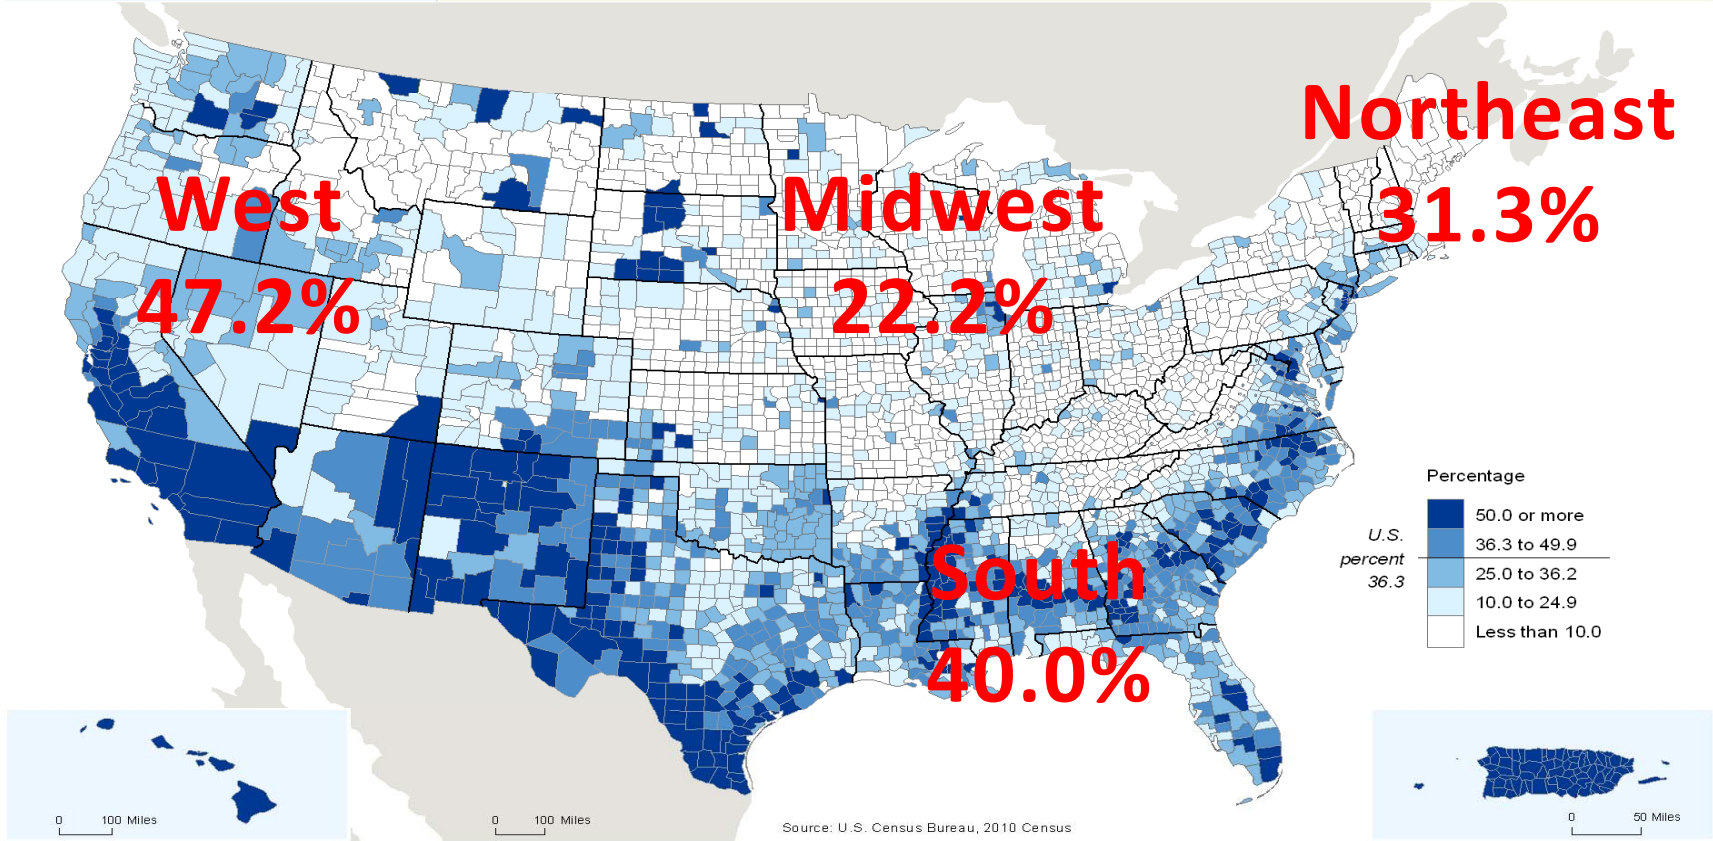 Northeast
31.3%
West
47.2%
Midwest
22.2%
South
40.0%
Percentage
50.0 or more
36.3 to 49.9
25.0 to 36.2
10.0 to 24.9
Less than 10.0
U.S.
percent
36.3
0 100 Miles
0 100 Miles
Source: U.S. Census Bureau, 2010 Census
0 50 Miles